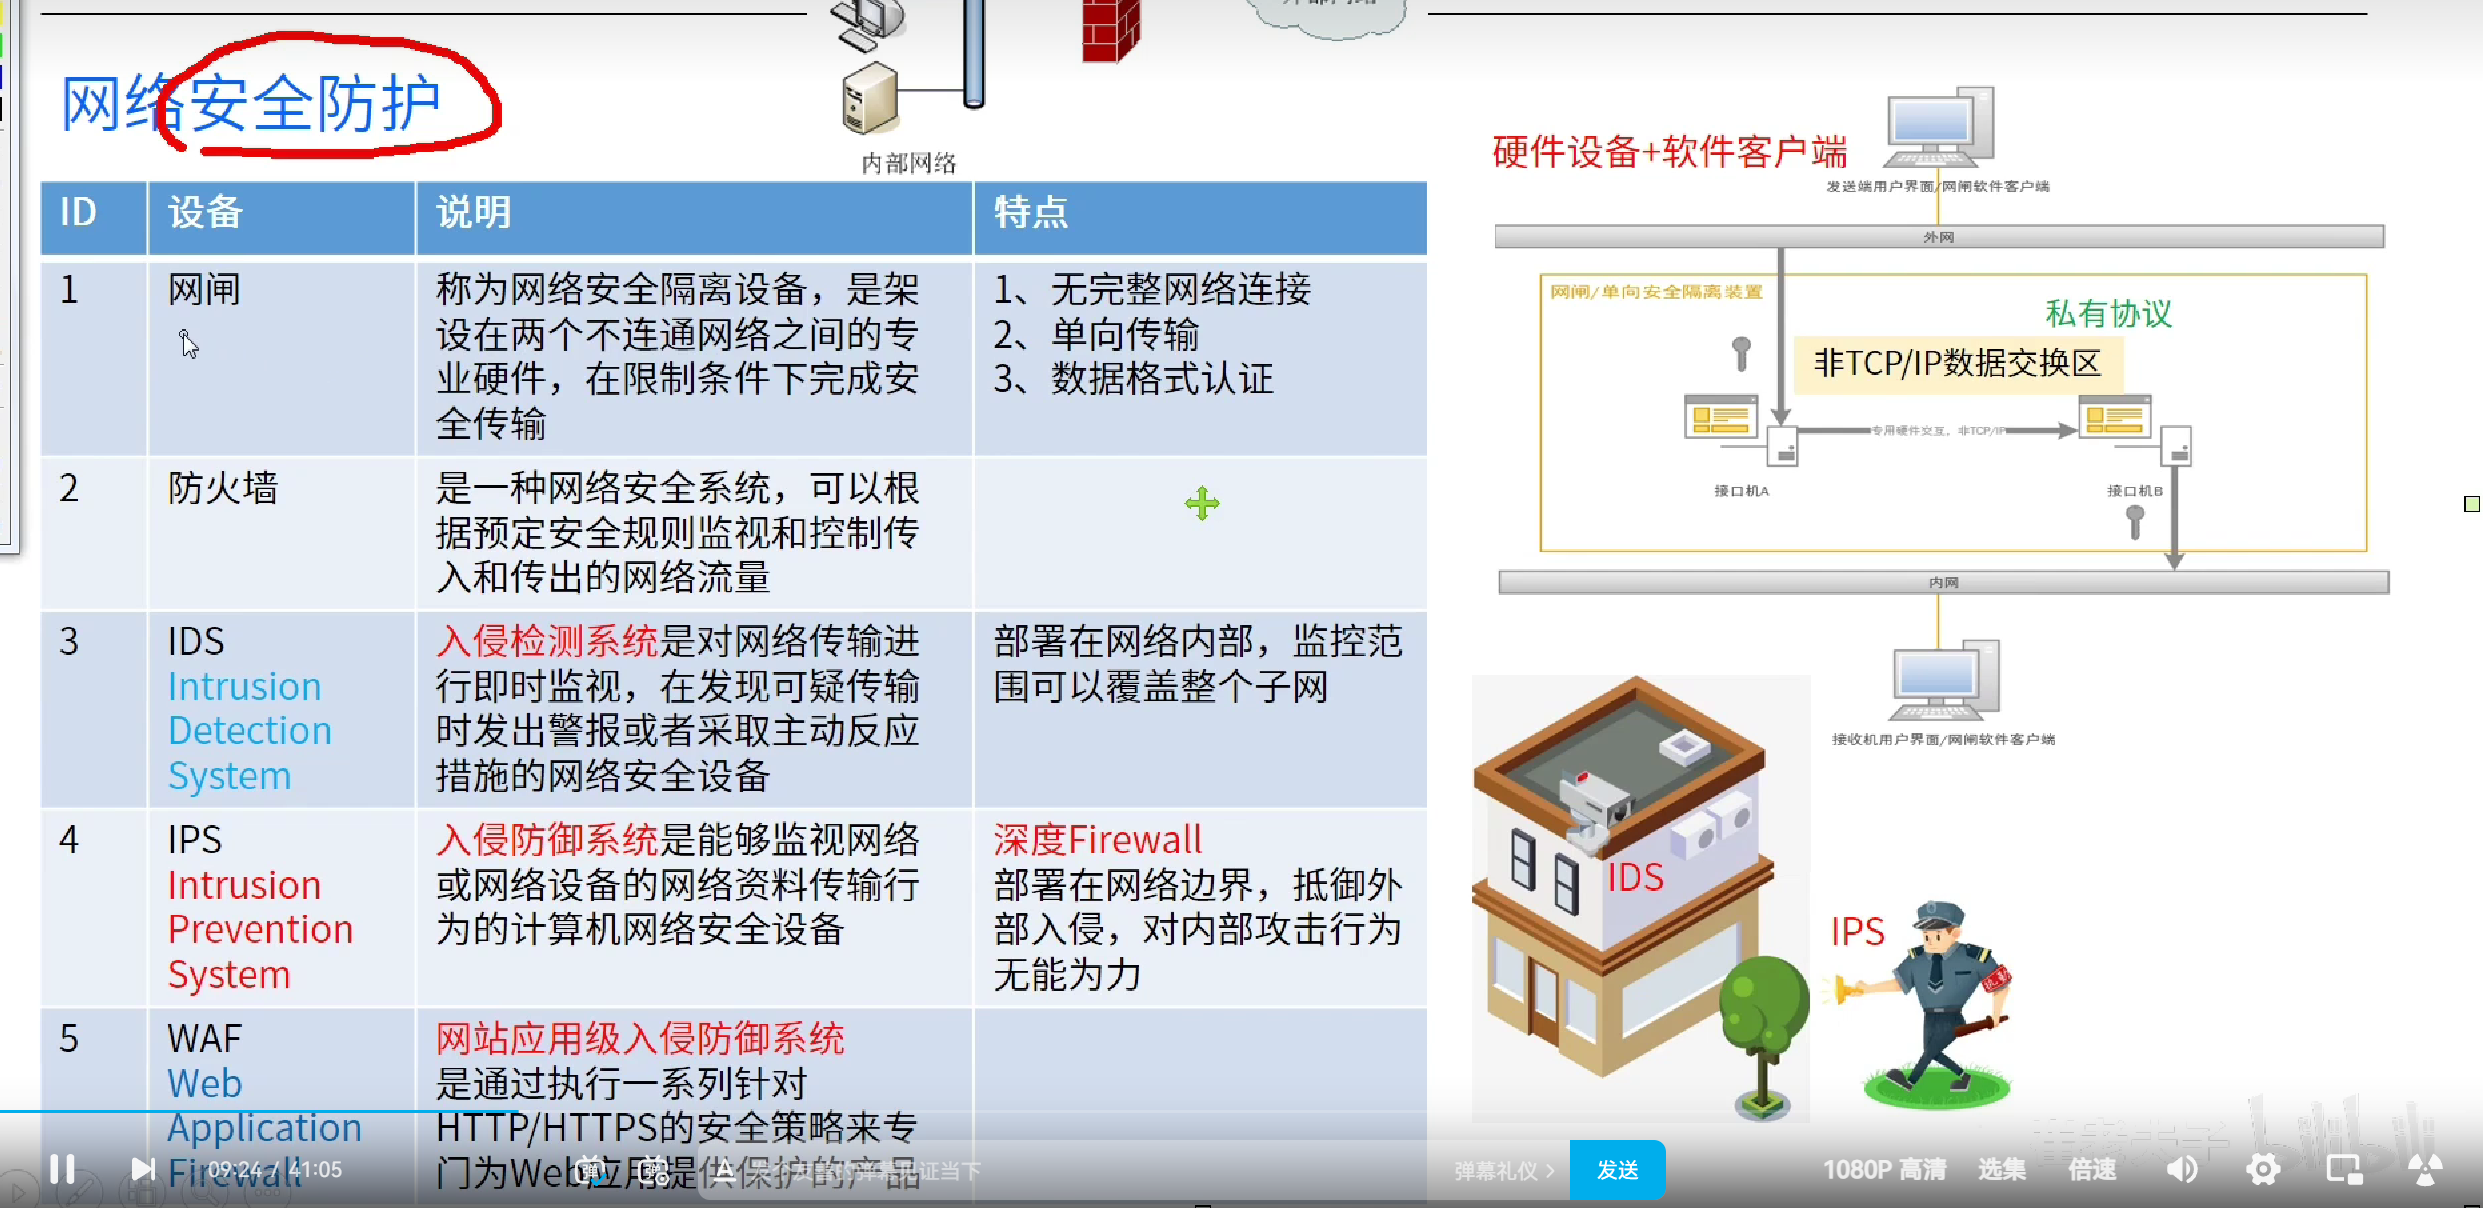 网络安全防护
内部网络
ID 设备 说明 特点
1 网闸
称为网络安全隔离设备，是架
设在两个不连通网络之间的专
业硬件，在限制条件下完成安
全传输
1、无完整网络连接
2、单向传输
3、数据格式认证
2 防火墙
是一种网络安全系统，可以根
据预定安全规则监视和控制传
入和传出的网络流量
3 IDS
Intrusion
Detection
System
入侵检测系统是对网络传输进
行即时监视，在发现可疑传输
时发出警报或者采取主动反应
措施的网络安全设备
部署在网络内部，监控范
围可以覆盖整个子网
4 IPS
Intrusion
Prevention
System
入侵防御系统是能够监视网络
或网络设备的网络资料传输行
为的计算机网络安全设备
深度Firewall
部署在网络边界，抵御外
部入侵，对内部攻击行为
无能为力
5 WAF
Web
Application
Firewall
网站应用级入侵防御系统
是通过执行一系列针对
HTTP/HTTPS的安全策略来专
门为Web应用提供保护的产品
硬件设备+软件客户端
发送端用户界面/网闸软件客户端
外网
网闸/单向安全隔离装置
私有协议
非TCP/IP数据交换区
专用硬件交互，非TCP/IP
接口机A
接口机B
内网
接收机用户界面/网闸软件客户端
IDS
IPS
09:24 / 41:05
发个友善的弹幕见证当下
弹幕礼仪 >
发送
1080P 高清
选集
倍速
bilibili